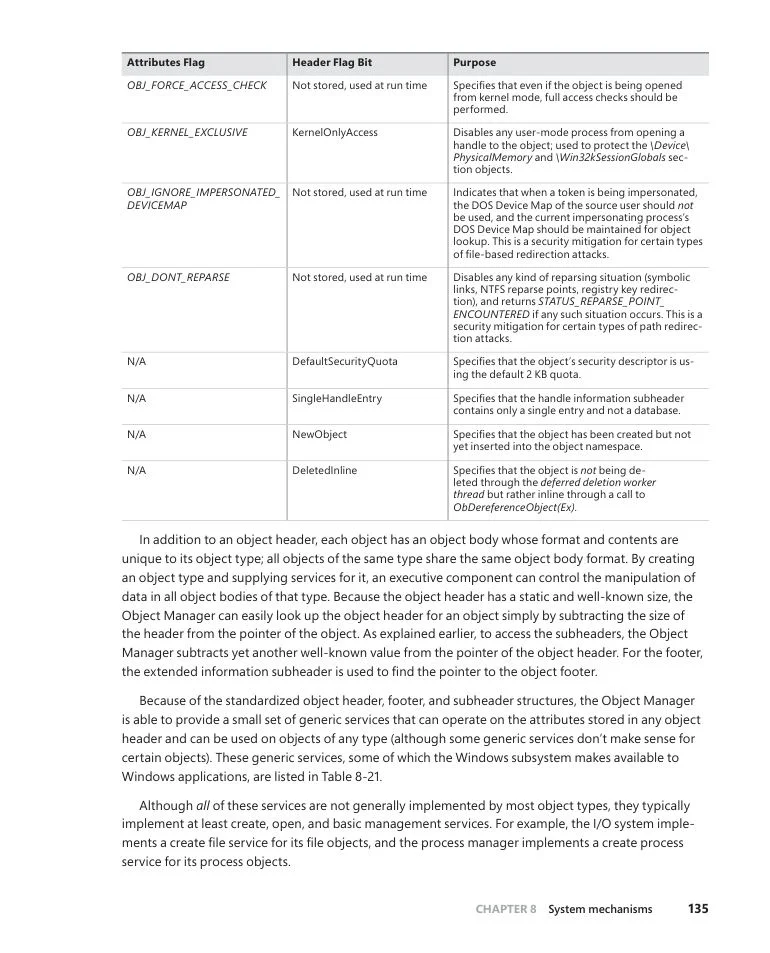 Attributes Flag Header Flag Bit Purpose
OBJ_FORCE_ACCESS_CHECK Not stored, used at run time Specifies that even if the object is being opened
from kernel mode, full access checks should be
performed.
OBJ_KERNEL_EXCLUSIVE KernelOnlyAccess Disables any user-mode process from opening a
handle to the object; used to protect the \Device\
PhysicalMemory and \Win32kSessionGlobals sec-
tion objects.
OBJ_IGNORE_IMPERSONATED_ Not stored, used at run time Indicates that when a token is being impersonated,
DEVICEMAP the DOS Device Map of the source user should not
be used, and the current impersonating process's
DOS Device Map should be maintained for object
lookup. This is a security mitigation for certain types
of file-based redirection attacks.
OBJ_DONT_REPARSE Not stored, used at run time Disables any kind of reparsing situation (symbolic
links, NTFS reparse points, registry key redirec-
tion), and returns STATUS_REPARSE_POINT_
ENCOUNTERED if any such situation occurs. This is a
security mitigation for certain types of path redirec-
tion attacks.
N/A DefaultSecurityQuota Specifies that the object's security descriptor is us-
ing the default 2 KB quota.
N/A SingleHandleEntry Specifies that the handle information subheader
contains only a single entry and not a database.
N/A NewObject Specifies that the object has been created but not
yet inserted into the object namespace.
N/A DeletedInline Specifies that the object is not being de-
leted through the deferred deletion worker
thread but rather inline through a call to
ObDereferenceObject(Ex).
In addition to an object header, each object has an object body whose format and contents are
unique to its object type; all objects of the same type share the same object body format. By creating
an object type and supplying services for it, an executive component can control the manipulation of
data in all object bodies of that type. Because the object header has a static and well-known size, the
Object Manager can easily look up the object header for an object simply by subtracting the size of
the header from the pointer of the object. As explained earlier, to access the subheaders, the Object
Manager subtracts yet another well-known value from the pointer of the object header. For the footer,
the extended information subheader is used to find the pointer to the object footer.
Because of the standardized object header, footer, and subheader structures, the Object Manager
is able to provide a small set of generic services that can operate on the attributes stored in any object
header and can be used on objects of any type (although some generic services don't make sense for
certain objects). These generic services, some of which the Windows subsystem makes available to
Windows applications, are listed in Table 8-21.
Although all of these services are not generally implemented by most object types, they typically
implement at least create, open, and basic management services. For example, the I/O system imple-
ments a create file service for its file objects, and the process manager implements a create process
service for its process objects.
CHAPTER 8 System mechanisms 135